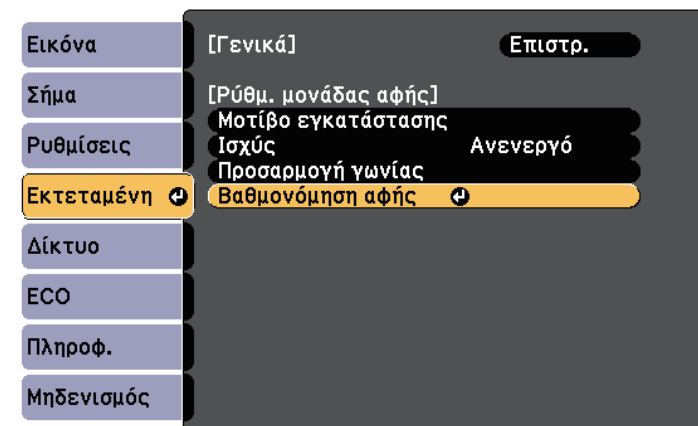 Εικόνα
Σήμα
Ρυθμίσεις
Εκτεταμένη
Δίκτυο
ECO
Πληροφ.
Μηδενισμός
[Γενικά] Επιστρ.
[Ρύθμ. μονάδας αφής]
Μοτίβο εγκατάστασης
Ισχύς Ανενεργό
Προσαρμογή γωνίας
Βαθμονόμηση αφής